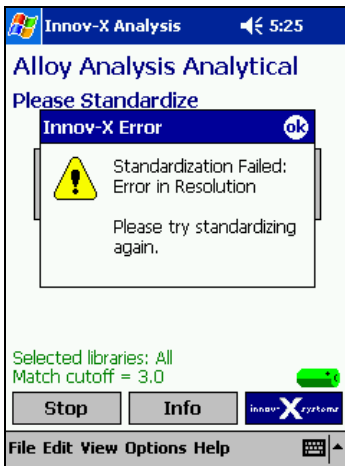 Innov-X Analysis 5:25
Alloy Analysis Analytical
Please Standardize
Innov-X Error ok
Standardization Failed:
Error in Resolution
Please try standardizing
again.
Selected libraries: All
Match cutoff = 3.0
Stop Info innov-X systems
File Edit View Options Help